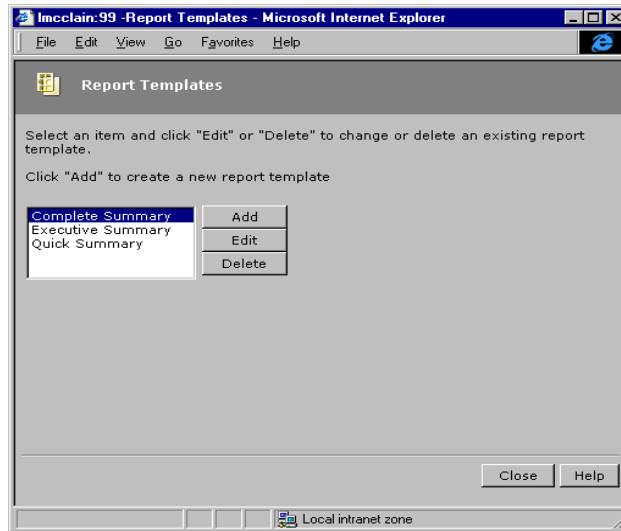 lmcclain:99 -Report Templates - Microsoft Internet Explorer
File Edit View Go Favorites Help
Report Templates
Select an item and click "Edit" or "Delete" to change or delete an existing report
template.
Click "Add" to create a new report template
Complete Summary
Executive Summary
Quick Summary
Add
Edit
Delete
Close Help
Local intranet zone